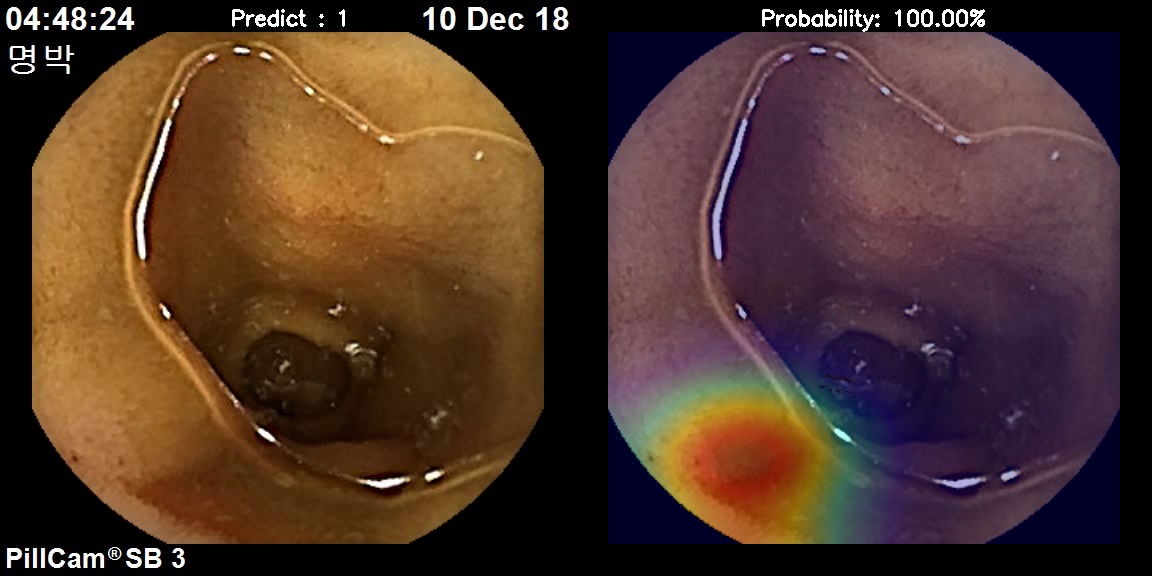 04:48:24
Predict : 1
10 Dec 18
Probability: 100.00%
명박
PillCam® SB 3